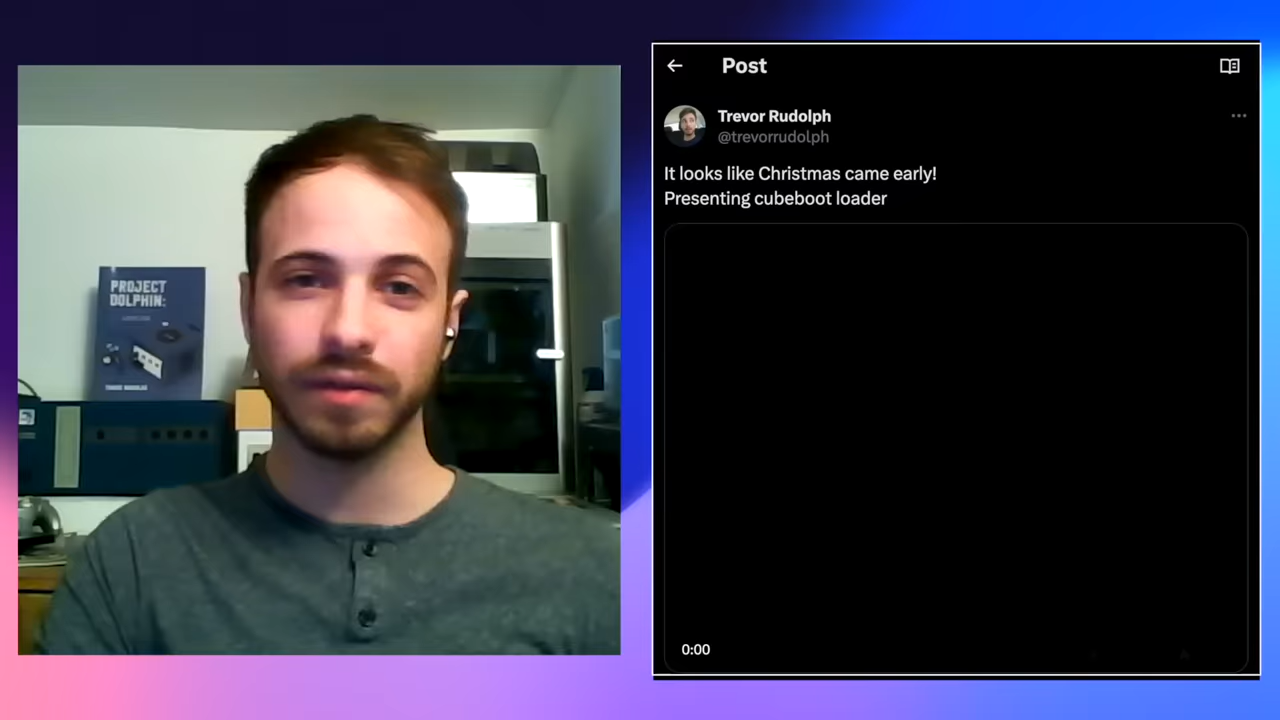 PROJECT
DOLPHIN:
Post
Trevor Rudolph
@trevorrudolph
It looks like Christmas came early!
Presenting cubeboot loader
0:00